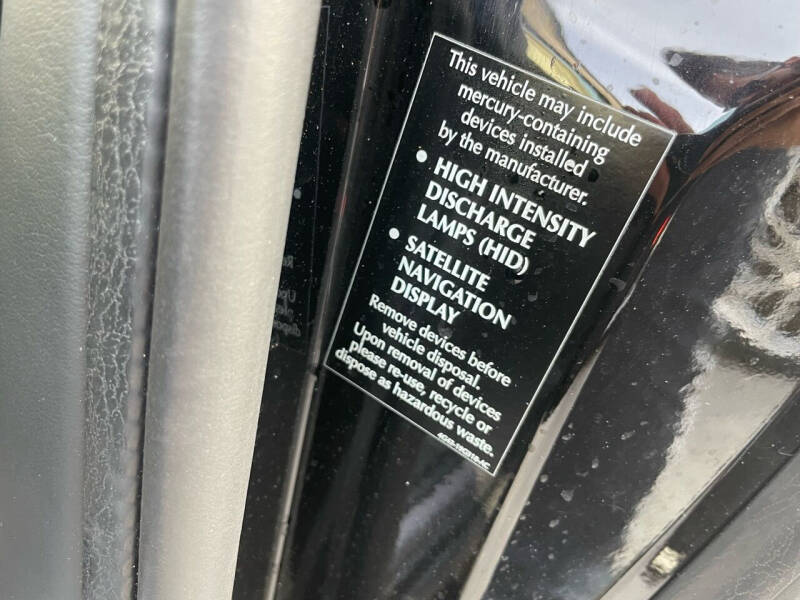 This vehicle may include
mercury-containing
devices installed
by the manufacturer.
• HIGH INTENSITY
DISCHARGE
LAMPS (HID)
• SATELLITE
NAVIGATION
DISPLAY
Remove devices before
vehicle disposal.
Upon removal of devices
please re-use, recycle or
dispose as hazardous waste.